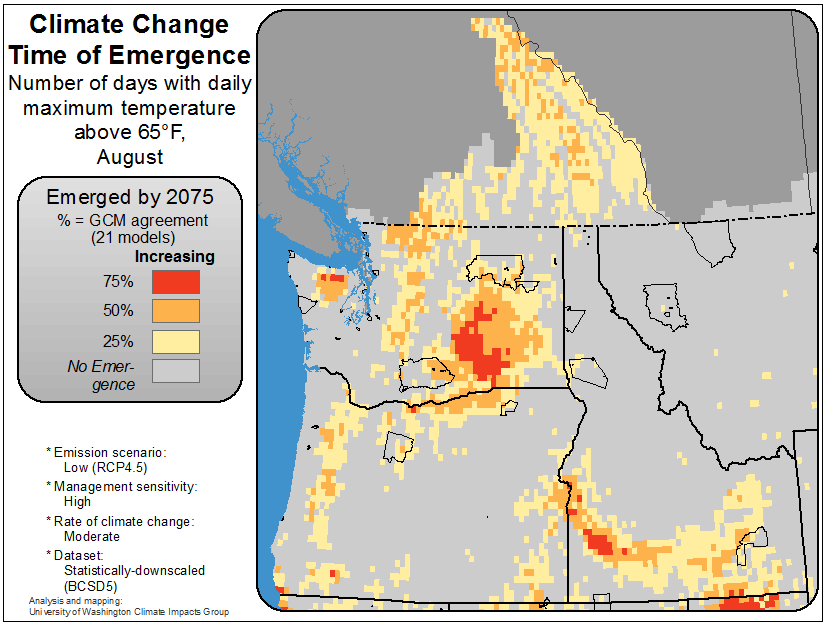 Climate Change
Time of Emergence
Number of days with daily
maximum temperature
above 65°F,
August
Emerged by 2075
% = GCM agreement
(21 models)
Increasing
75%
50%
25%
No Emer-
gence
* Emission scenario:
Low (RCP4.5)
* Management sensitivity:
High
* Rate of climate change:
Moderate
* Dataset:
Statistically-downscaled
(BCSD5)
Analysis and mapping:
University of Washington Climate Impacts Group